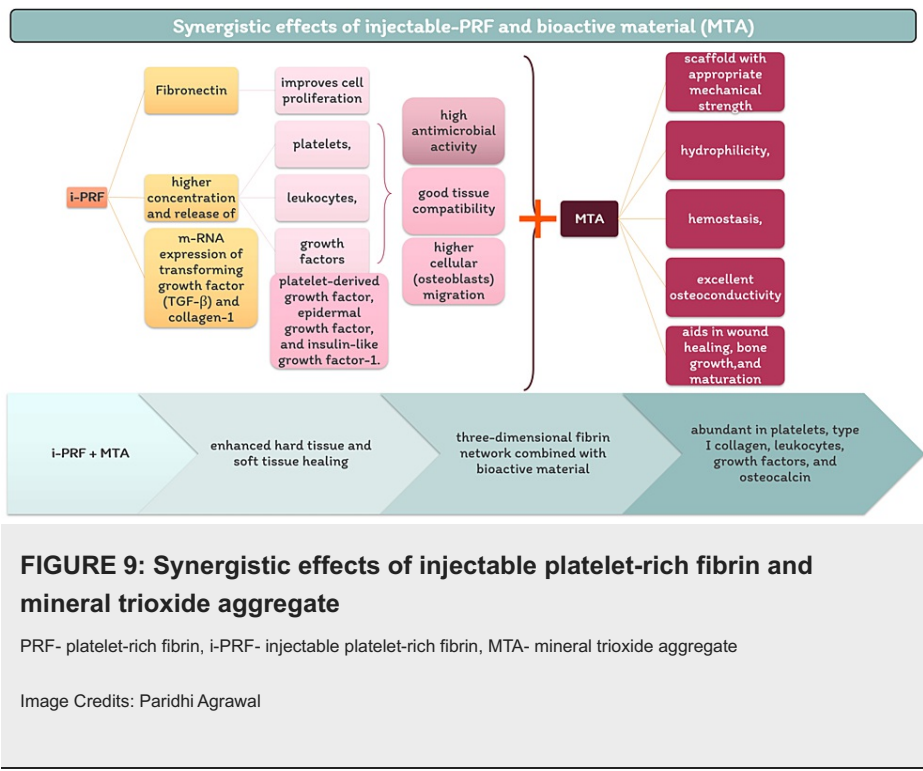 Synergistic effects of injectable-PRF and bioactive material (MTA)
i-PRF
Fibronectin
improves cell
proliferation
higher
concentration
and release of
platelets,
leukocytes,
growth
factors
m-RNA
expression of
transforming
growth factor
(TGF-β) and
collagen-1
platelet-derived
growth factor,
epidermal
growth factor,
and insulin-like
growth factor-1.
high
antimicrobial
activity
good tissue
compatibility
higher
cellular
(osteoblasts)
migration
+
MTA
scaffold with
appropriate
mechanical
strength
hydrophilicity,
hemostasis,
excellent
osteoconductivity
aids in wound
healing, bone
growth,and
maturation
i-PRF + MTA
enhanced hard tissue and
soft tissue healing
three-dimensional fibrin
network combined with
bioactive material
abundant in platelets, type
I collagen, leukocytes,
growth factors, and
osteocalcin
FIGURE 9: Synergistic effects of injectable platelet-rich fibrin and
mineral trioxide aggregate
PRF- platelet-rich fibrin, i-PRF- injectable platelet-rich fibrin, MTA- mineral trioxide aggregate
Image Credits: Paridhi Agrawal